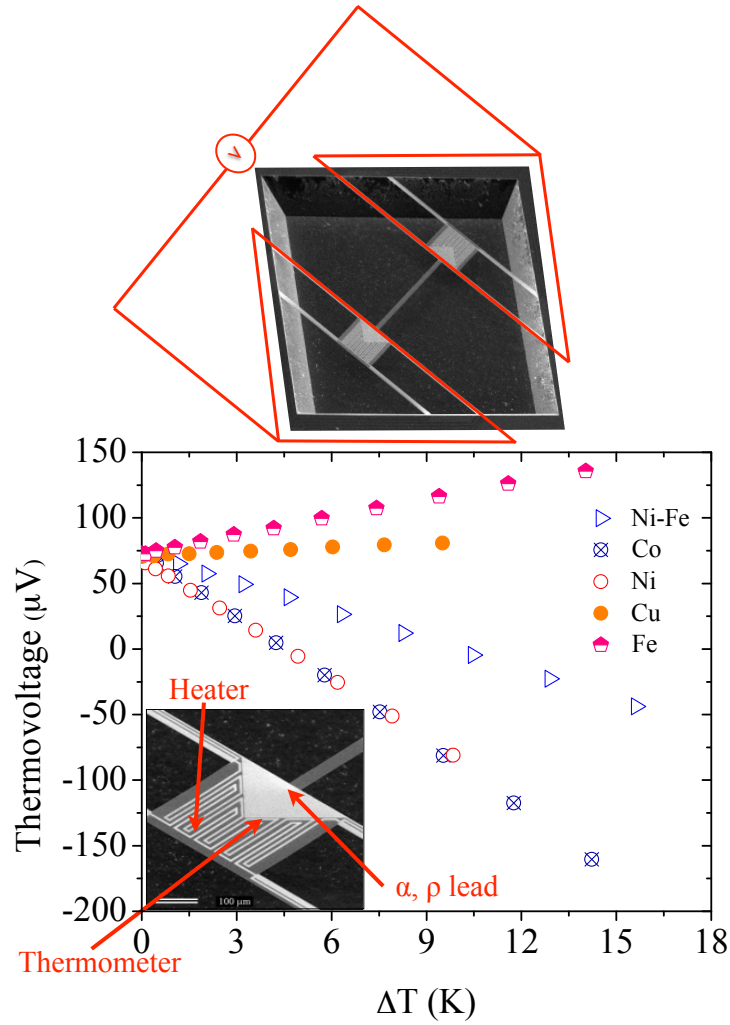 V
150
100
50
0
-50
-100
-150
-200
0
3
6
9
12
15
18
Thermovoltage (μV)
ΔT (K)
Ni-Fe
Co
Ni
Cu
Fe
Heater
α, ρ lead
100 μm
Thermometer